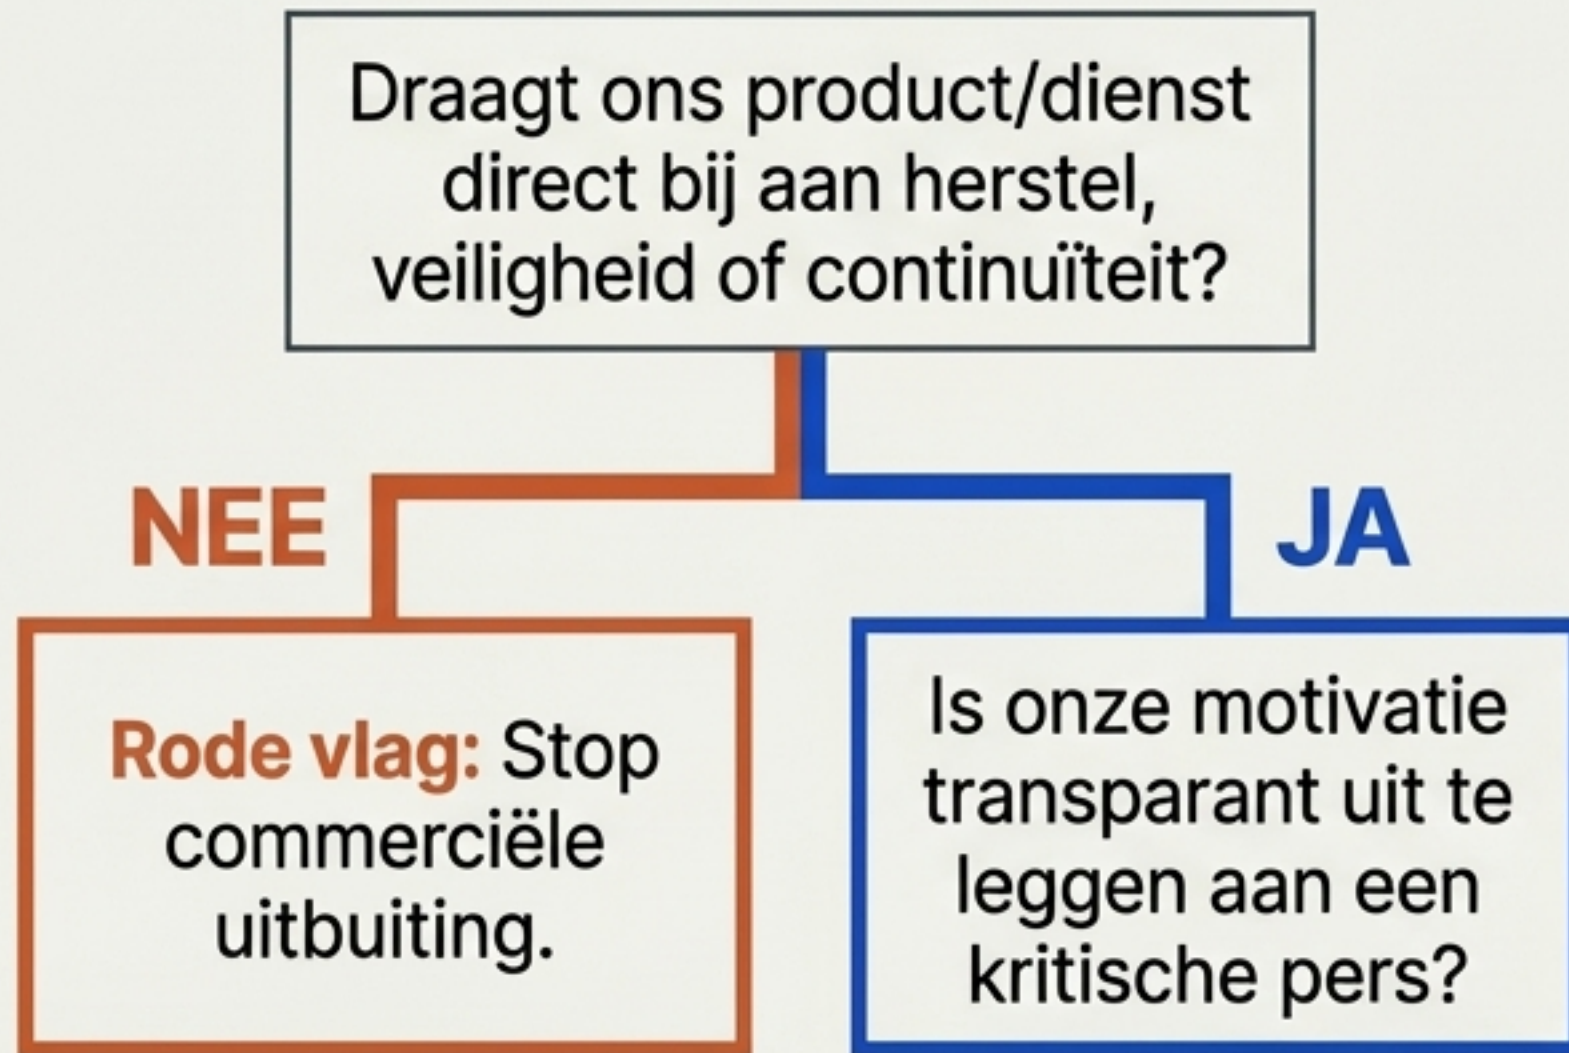 Draagt ons product/dienst
direct bij aan herstel,
veiligheid of continuïteit?
NEE
JA
Rode vlag: Stop
commerciële
uitbuiting.
Is onze motivatie
transparant uit te
leggen aan een
kritische pers?